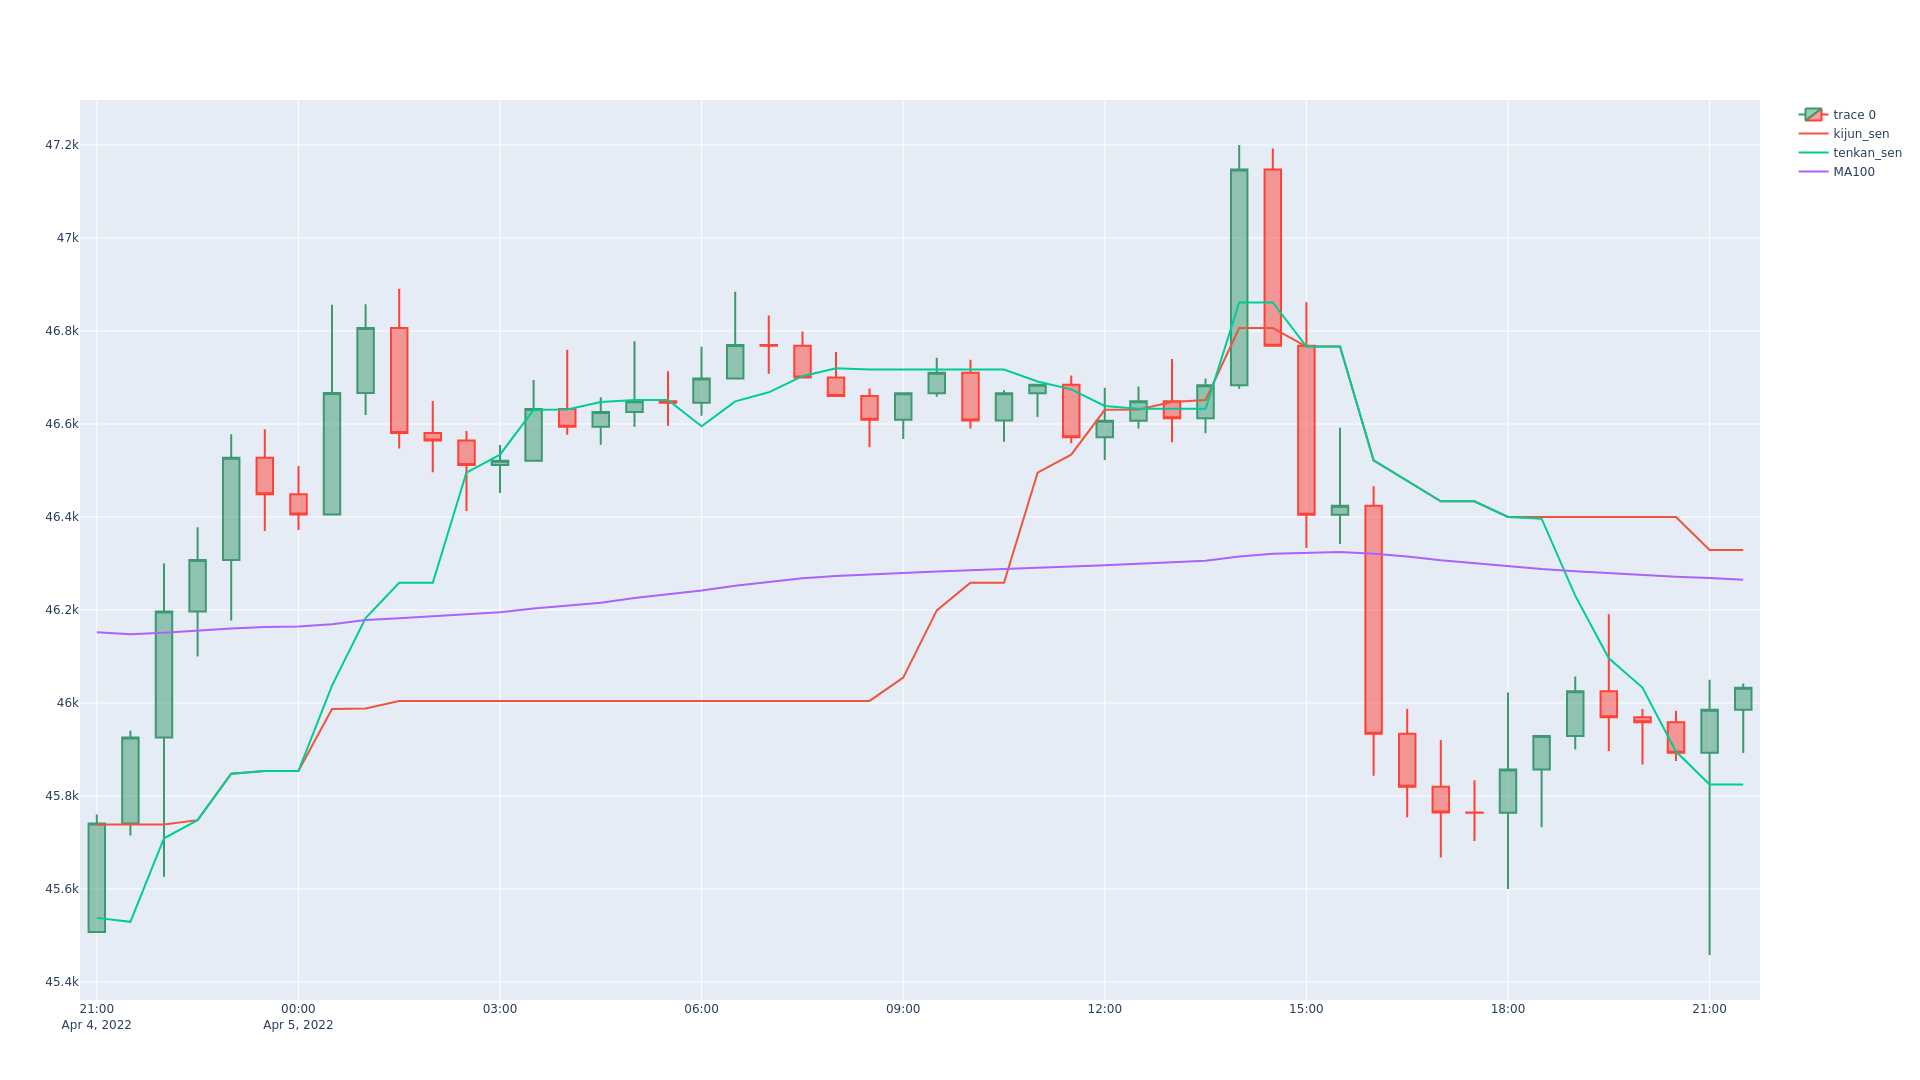 47.2k
47k
46.8k
46.6k
46.4k
46.2k
46k
45.8k
45.6k
45.4k
21:00 00:00 03:00 06:00 09:00 12:00 15:00 18:00 21:00
Apr 4, 2022 Apr 5, 2022
trace 0
kijun_sen
tenkan_sen
MA100